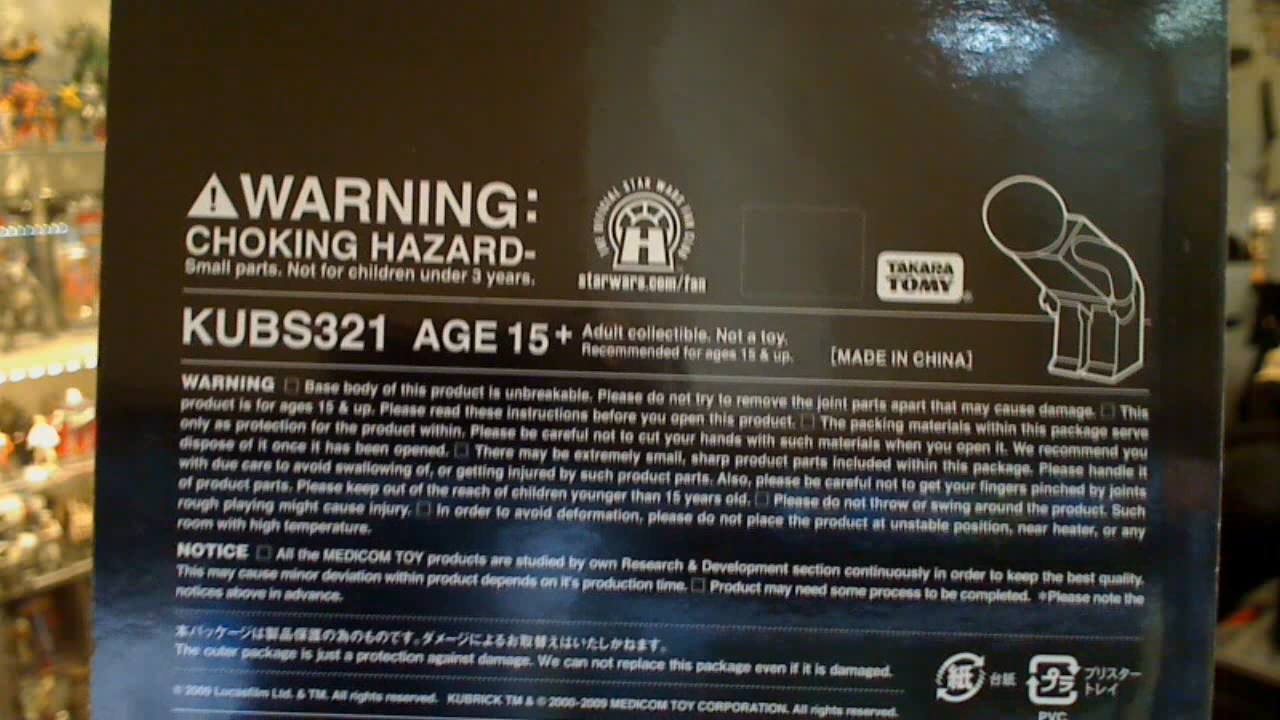 WARNING:
CHOKING HAZARD-
Small parts. Not for children under 3 years.
THE OFFICIAL STAR WARS FAN CLUB
starwars.com/fan
TAKARA
TOMY
KUBS321 AGE 15+
Adult collectible. Not a toy.
Recommended for ages 15 & up.
[MADE IN CHINA]
WARNING □ Base body of this product is unbreakable. Please do not try to remove the joint parts apart that may cause damage. □ This
product is for ages 15 & up. Please read these instructions before you open this product. □ The packing materials within this package serve
only as protection for the product within. Please be careful not to cut your hands with such materials when you open it. We recommend you
dispose of it once it has been opened. □ There may be extremely small, sharp product parts included within this package. Please handle it
with due care to avoid swallowing of, or getting injured by such product parts. Also, please be careful not to get your fingers pinched by joints
of product parts. Please keep out of the reach of children younger than 15 years old. □ Please do not throw or swing around the product. Such
rough playing might cause injury. □ In order to avoid deformation, please do not place the product at unstable position, near heater, or any
room with high temperature.
NOTICE □ All the MEDICOM TOY products are studied by own Research & Development section continuously in order to keep the best quality.
This may cause minor deviation within product depends on it's production time. □ Product may need some process to be completed. *Please note the
notices above in advance.
本パッケージは製品保護の為のものです。ダメージによるお取替えはいたしかねます。
The outer package is just a protection against damage. We can not replace this package even if it is damaged.
紙 台紙
プラ ブリスター
トレイ
PVC
© 2009 Lucasfilm Ltd. & TM. All rights reserved. KUBRICK TM & © 2000-2009 MEDICOM TOY CORPORATION. All rights reserved.